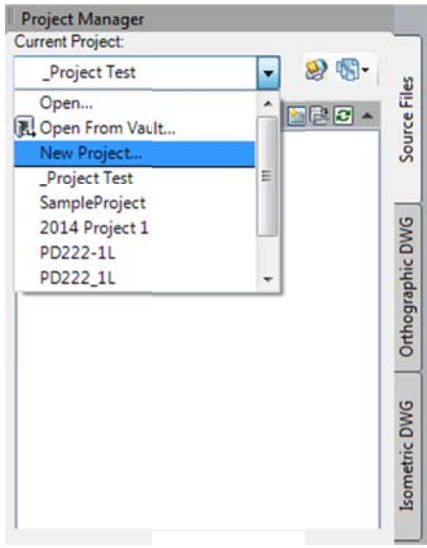 Project Manager
Current Project:
_Project Test
Open...
Open From Vault...
New Project...
_Project Test
SampleProject
2014 Project 1
PD222-1L
PD222_1L
Source Files
Orthographic DWG
Isometric DWG